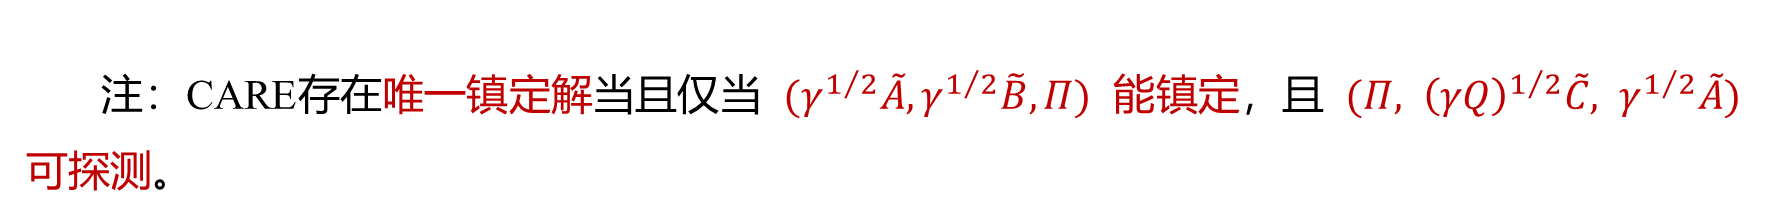 注：CARE存在唯一镇定解当且仅当 (γ^{1/2}Ã, γ^{1/2}B̃, Π) 能镇定，且 (Π, (γQ)^{1/2}C̃, γ^{1/2}Ã)
可探测。